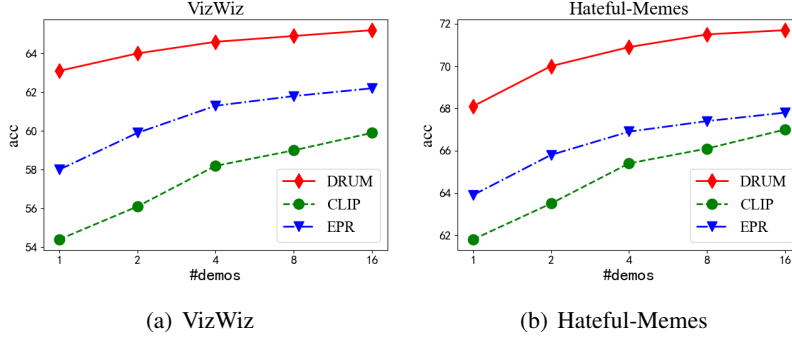 VizWiz
acc
64
62
60
58
56
54
DRUM
CLIP
EPR
1 2 4 8 16
#demos
(a) VizWiz
Hateful-Memes
acc
72
70
68
66
64
62
DRUM
CLIP
EPR
1 2 4 8 16
#demos
(b) Hateful-Memes